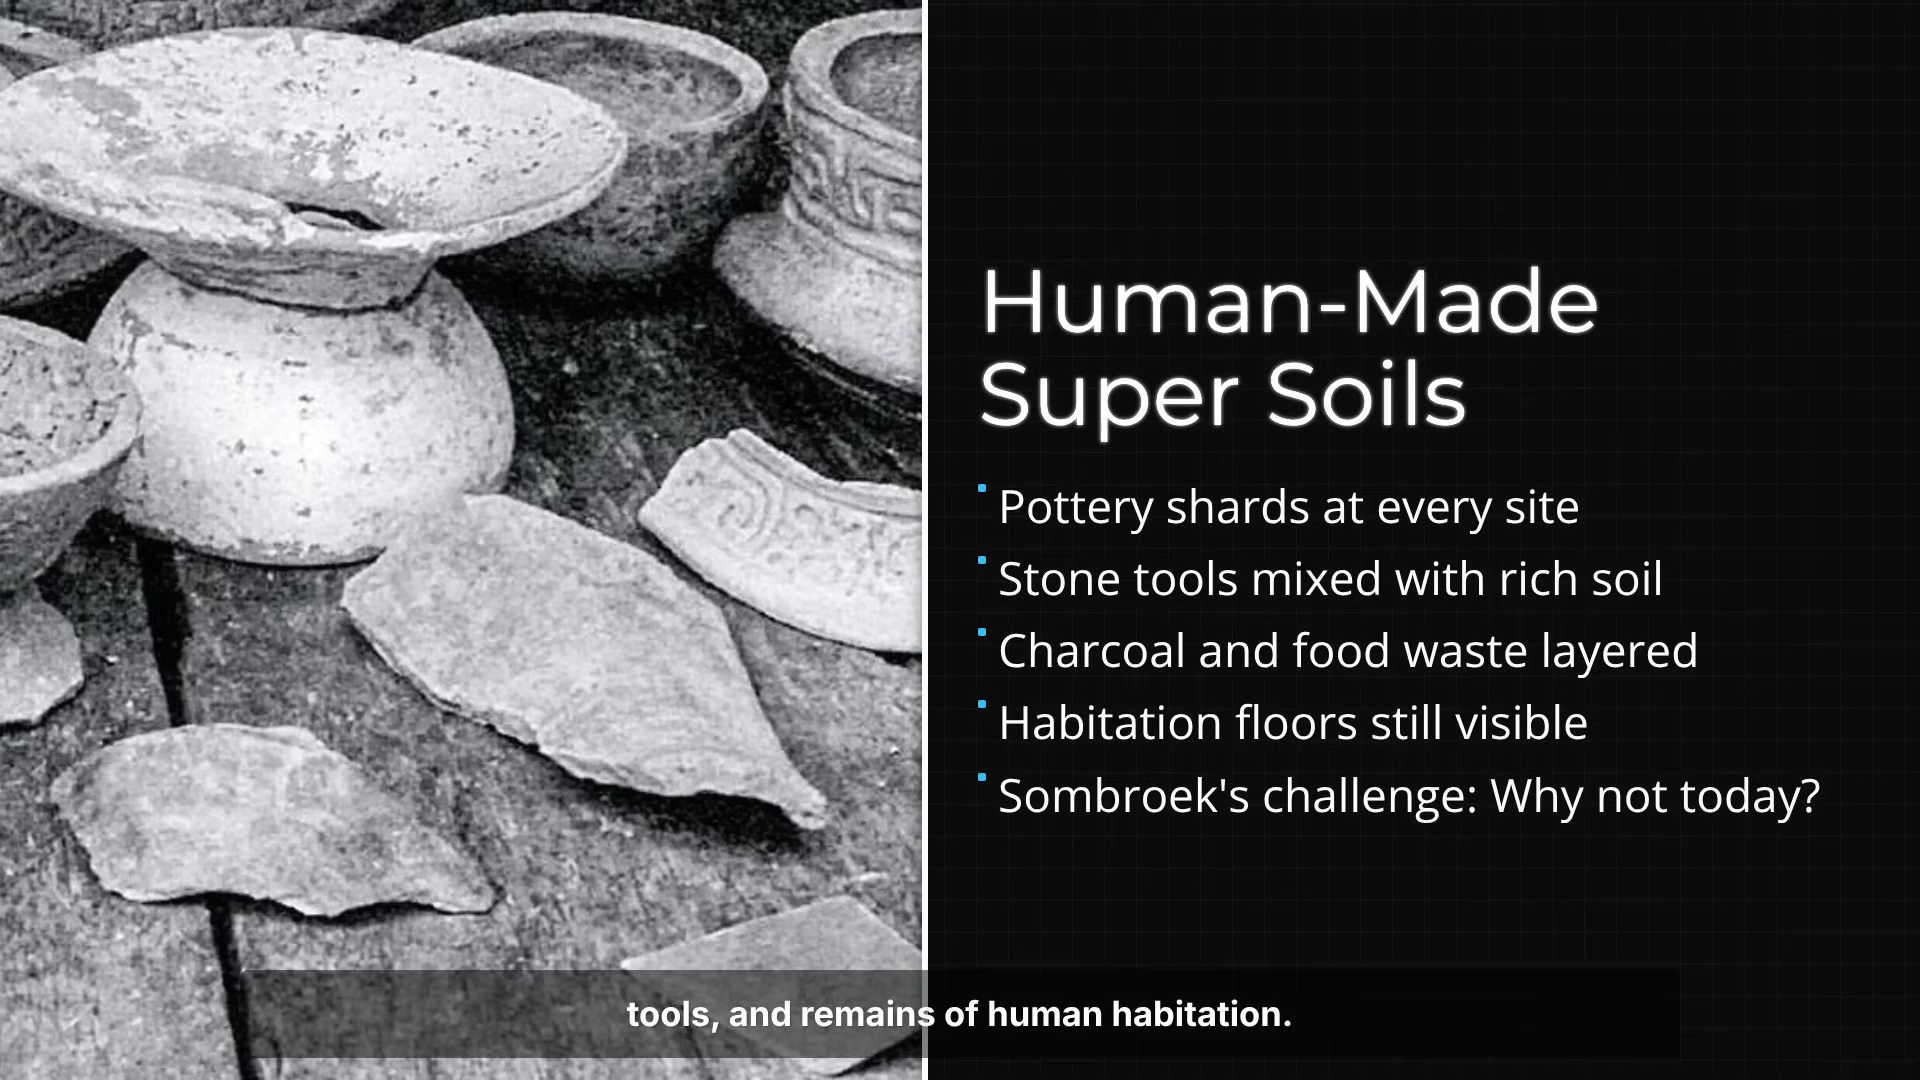 Human-Made
Super Soils
Pottery shards at every site
Stone tools mixed with rich soil
Charcoal and food waste layered
Habitation floors still visible
Sombroek's challenge: Why not today?
tools, and remains of human habitation.